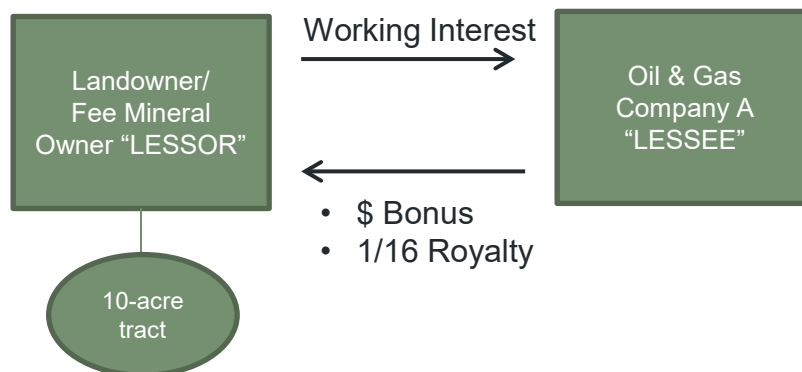 Landowner/
Fee Mineral
Owner “LESSOR”
Working Interest
Oil & Gas
Company A
“LESSEE”
• $ Bonus
• 1/16 Royalty
10-acre
tract